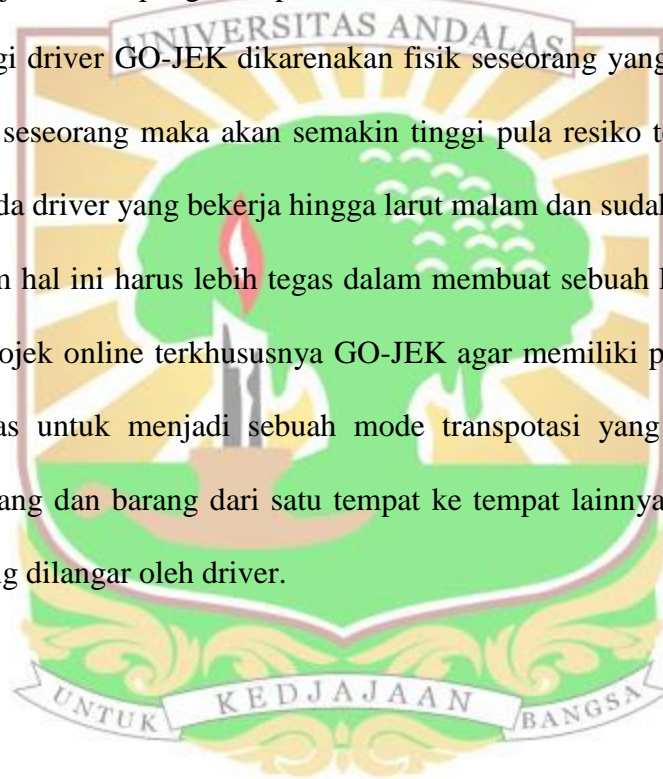 UNIVERSITAS ANDALAS
gi driver GO-JEK dikarenakan fisik seseorang yang
seseorang maka akan semakin tinggi pula resiko t
da driver yang bekerja hingga larut malam dan sudal
n hal ini harus lebih tegas dalam membuat sebuah
ojek online terkhususnya GO-JEK agar memiliki p
as untuk menjadi sebuah mode transpotasi yang
ang dan barang dari satu tempat ke tempat lainnya
g dilangar oleh driver.
UNTUK KEDJAJAAN BANGSA